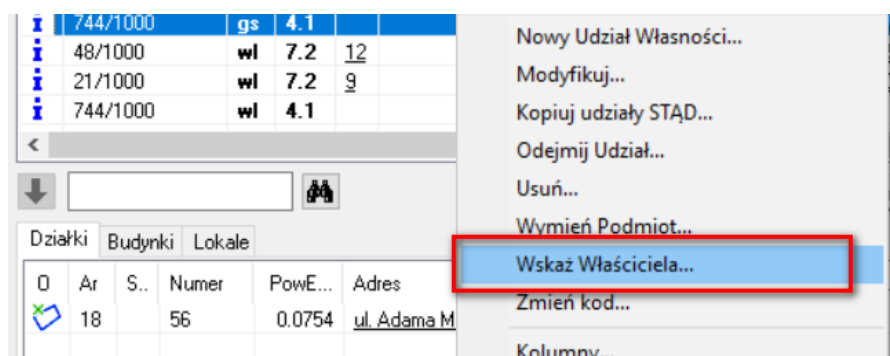 744/1000 gs 4.1
48/1000 wl 7.2 12
21/1000 wl 7.2 9
744/1000 wl 4.1
Działki Budynki Lokale
O Ar S.. Numer PowE... Adres
18 56 0.0754 ul. Adama M
Nowy Udział Własności...
Modyfikuj...
Kopiuj udziały STĄD...
Odejmij Udział...
Usuń...
Wymień Podmiot...
Wskaż Właściciela...
Zmień kod...
Kolumny...